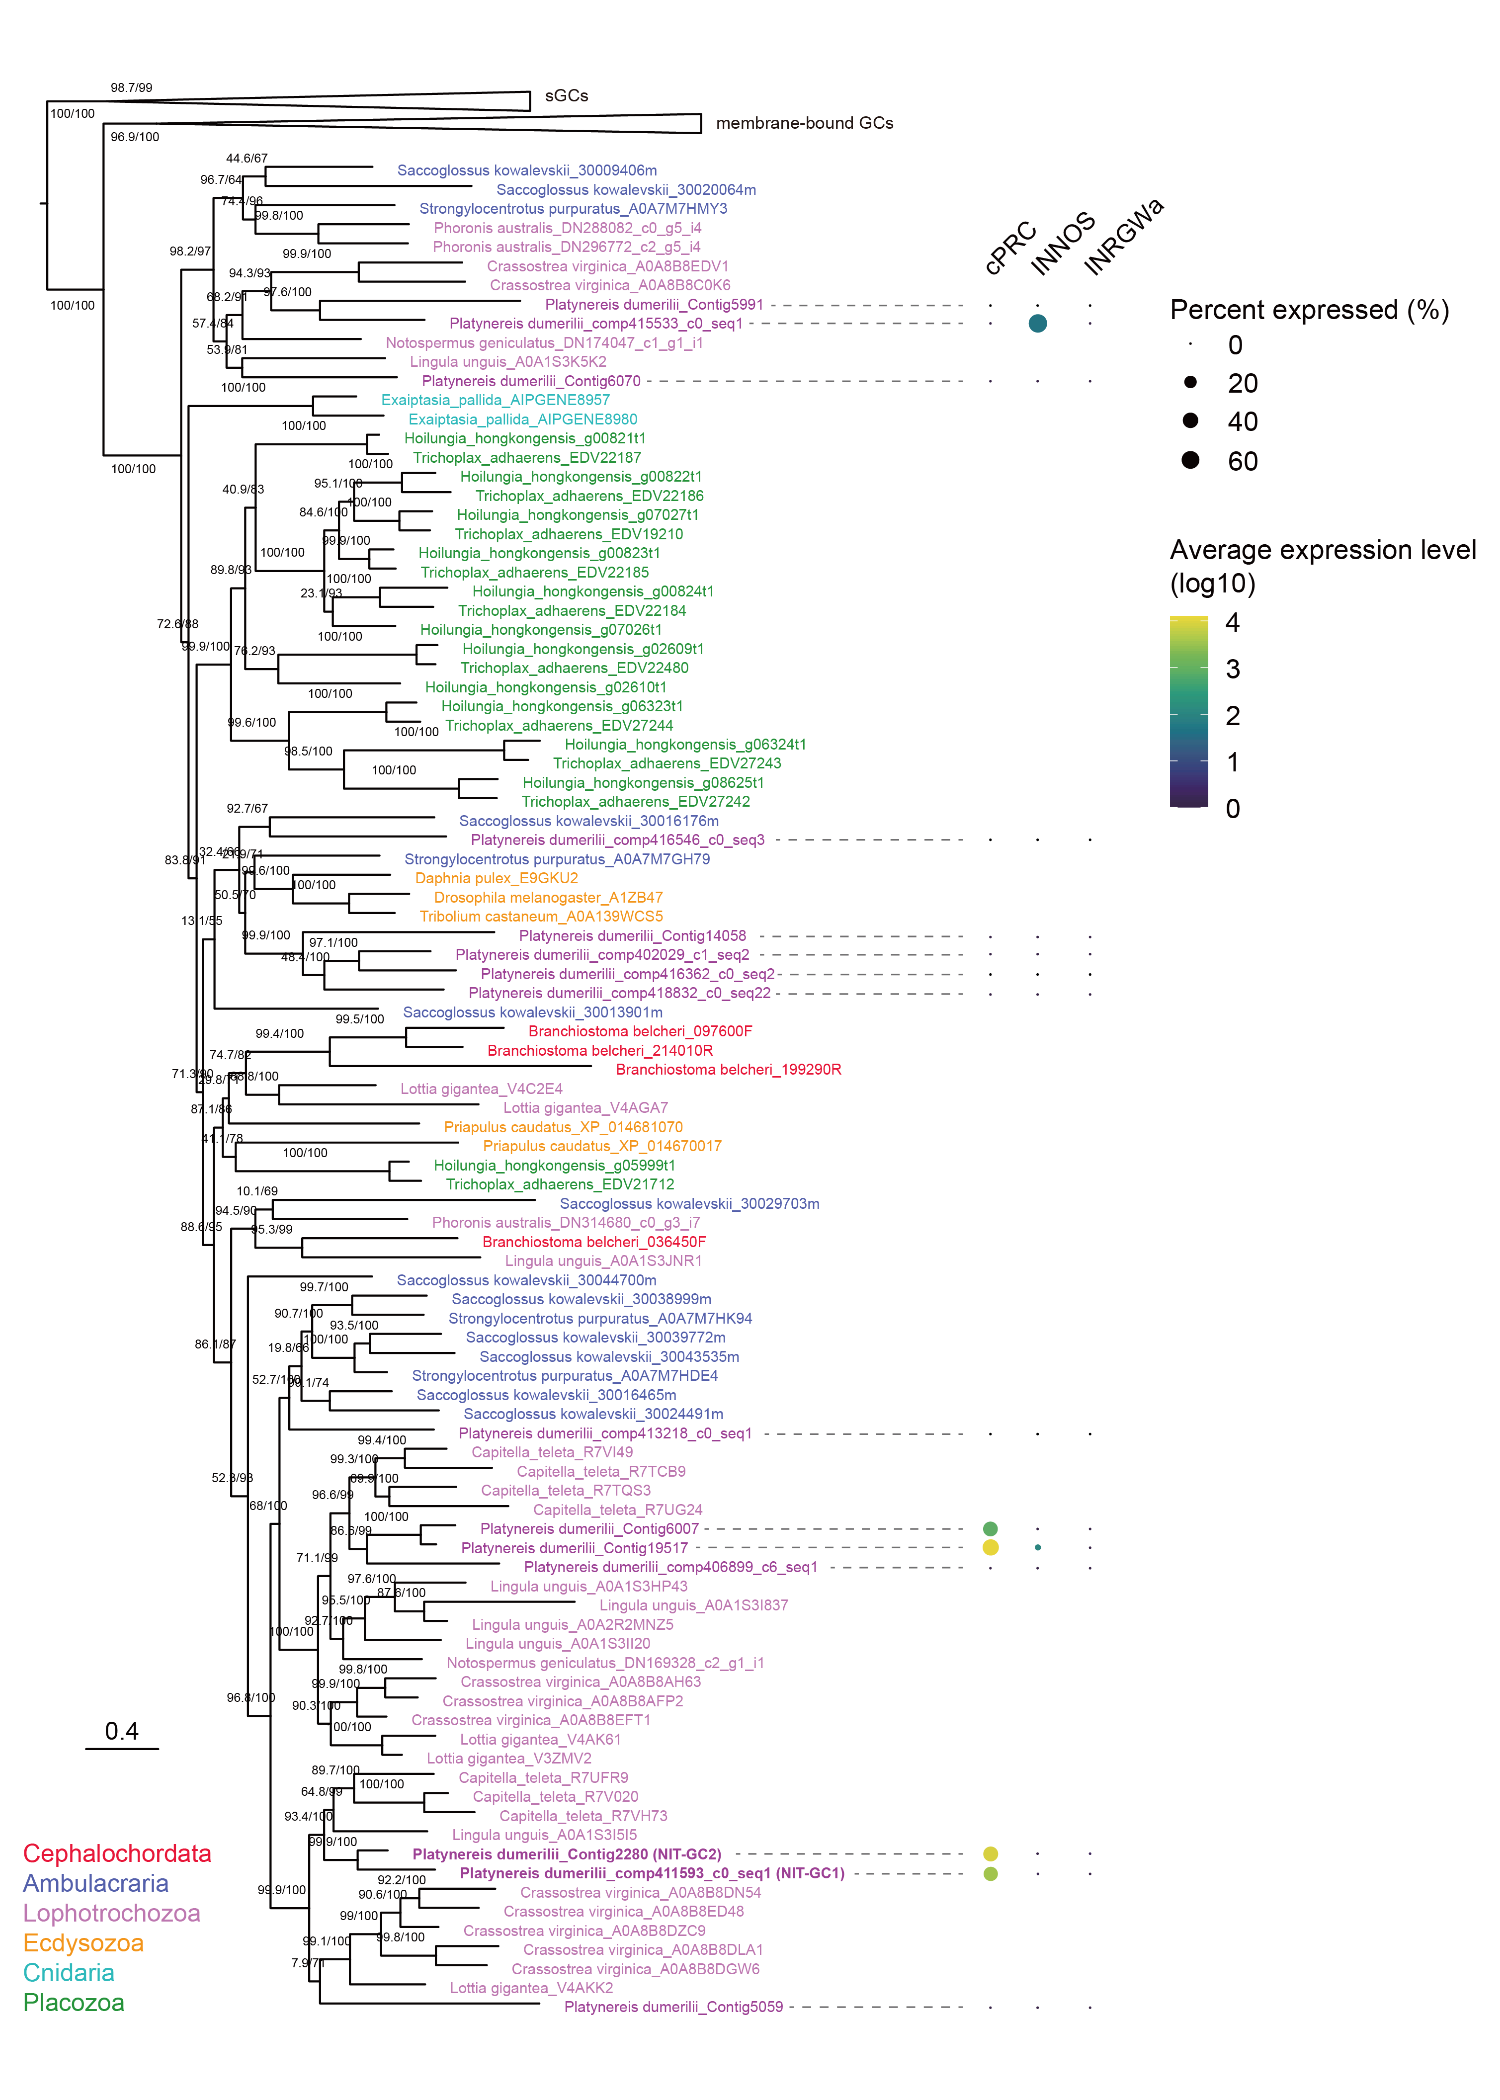 98.7/99
sGCs
100/100
membrane-bound GCs
96.9/100
44.6/67
Saccoglossus kowalevskii_30009406m
96.7/64
Saccoglossus kowalevskii_30020064m
74.4/96
Strongylocentrotus purpuratus_A0A7M7HMY3
99.8/100
Phoronis australis_DN288082_c0_g5_i4
Phoronis australis_DN296772_c2_g5_i4
98.2/97
99.9/100
cPRC
INNOS
INRGWa
94.3/93
Crassostrea virginica_A0A8B8EDV1
Crassostrea virginica_A0A8B8C0K6
68.2/91
97.6/100
100/100
Platynereis dumerilii_Contig5991
57.4/84
Platynereis dumerilii_comp415533_c0_seq1
Notospermus geniculatus_DN174047_c1_g1_i1
53.9/81
Lingula unguis_A0A1S3K5K2
Platynereis dumerilii_Contig6070
100/100
Percent expressed (%)
0
20
40
60
Exaiptasia_pallida_AIPGENE8957
Exaiptasia_pallida_AIPGENE8980
100/100
Hoilungia_hongkongensis_g00821t1
Trichoplax_adhaerens_EDV22187
100/100
100/100
Hoilungia_hongkongensis_g00822t1
95.1/100
40.9/83
Trichoplax_adhaerens_EDV22186
100/100
84.6/100
Hoilungia_hongkongensis_g07027t1
Trichoplax_adhaerens_EDV19210
99.9/100
100/100
Hoilungia_hongkongensis_g00823t1
Trichoplax_adhaerens_EDV22185
89.8/93
100/100
Hoilungia_hongkongensis_g00824t1
23.1/93
Trichoplax_adhaerens_EDV22184
Hoilungia_hongkongensis_g07026t1
72.6/88
100/100
99.9/100
76.2/93
Hoilungia_hongkongensis_g02609t1
Trichoplax_adhaerens_EDV22480
Hoilungia_hongkongensis_g02610t1
100/100
Hoilungia_hongkongensis_g06323t1
99.6/100
Trichoplax_adhaerens_EDV27244
100/100
98.5/100
Hoilungia_hongkongensis_g06324t1
Trichoplax_adhaerens_EDV27243
100/100
Hoilungia_hongkongensis_g08625t1
Trichoplax_adhaerens_EDV27242
Average expression level
(log10)
4
3
2
1
0
92.7/67
Saccoglossus kowalevskii_30016176m
Platynereis dumerilii_comp416546_c0_seq3
83.8/91
Strongylocentrotus purpuratus_A0A7M7GH79
99.6/100
Daphnia pulex_E9GKU2
100/100
50.5/70
Drosophila melanogaster_A1ZB47
Tribolium castaneum_A0A139WCS5
13.1/55
99.9/100
Platynereis dumerilii_Contig14058
97.1/100
48.4/100
Platynereis dumerilii_comp402029_c1_seq2
Platynereis dumerilii_comp416362_c0_seq2
Platynereis dumerilii_comp418832_c0_seq22
Saccoglossus kowalevskii_30013901m
99.5/100
99.4/100
Branchiostoma belcheri_097600F
Branchiostoma belcheri_214010R
74.7/82
Branchiostoma belcheri_199290R
71.3/90
Lottia gigantea_V4C2E4
Lottia gigantea_V4AGA7
87.1/86
Priapulus caudatus_XP_014681070
41.1/78
Priapulus caudatus_XP_014670017
100/100
Hoilungia_hongkongensis_g05999t1
Trichoplax_adhaerens_EDV21712
10.1/69
Saccoglossus kowalevskii_30029703m
94.5/90
Phoronis australis_DN314680_c0_g3_i7
88.6/95
95.3/99
Branchiostoma belcheri_036450F
Lingula unguis_A0A1S3JNR1
Saccoglossus kowalevskii_30044700m
99.7/100
Saccoglossus kowalevskii_30038999m
90.7/100
Strongylocentrotus purpuratus_A0A7M7HK94
93.5/100
86.1/87
100/100
Saccoglossus kowalevskii_30039772m
19.8/66
Saccoglossus kowalevskii_30043535m
Strongylocentrotus purpuratus_A0A7M7HDE4
52.7/100
Saccoglossus kowalevskii_30016465m
Saccoglossus kowalevskii_30024491m
Platynereis dumerilii_comp413218_c0_seq1
99.4/100
Capitella_teleta_R7VI49
99.3/100
Capitella_teleta_R7TCB9
52.3/93
Capitella_teleta_R7TQS3
96.6/99
68/100
Capitella_teleta_R7UG24
100/100
Platynereis dumerilii_Contig6007
86.6/99
Platynereis dumerilii_Contig19517
71.1/99
Platynereis dumerilii_comp406899_c6_seq1
97.6/100
Lingula unguis_A0A1S3HP43
87.6/100
95.5/100
Lingula unguis_A0A1S3I837
92.7/100
Lingula unguis_A0A2R2MNZ5
100/100
Lingula unguis_A0A1S3II20
Notospermus geniculatus_DN169328_c2_g1_i1
99.8/100
99.9/100
Crassostrea virginica_A0A8B8AH63
96.8/100
90.3/100
Crassostrea virginica_A0A8B8AFP2
Crassostrea virginica_A0A8B8EFT1
00/100
0.4
Lottia gigantea_V4AK61
Lottia gigantea_V3ZMV2
89.7/100
Capitella_teleta_R7UFR9
100/100
64.8/99
Capitella_teleta_R7V020
93.4/100
Capitella_teleta_R7VH73
Lingula unguis_A0A1S3I5I5
99.9/100
Platynereis dumerilii_Contig2280 (NIT-GC2)
Platynereis dumerilii_comp411593_c0_seq1 (NIT-GC1)
92.2/100
99.9/100
90.6/100
Crassostrea virginica_A0A8B8DN54
Crassostrea virginica_A0A8B8ED48
99/100
Crassostrea virginica_A0A8B8DZC9
99.8/100
99.1/100
Crassostrea virginica_A0A8B8DLA1
7.9/71
Crassostrea virginica_A0A8B8DGW6
Lottia gigantea_V4AKK2
Platynereis dumerilii_Contig5059
Cephalochordata
Ambulacraria
Lophotrochozoa
Ecdysozoa
Cnidaria
Placozoa